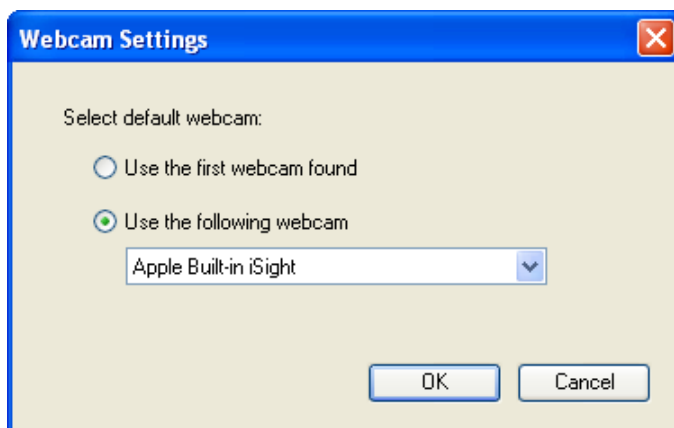 Webcam Settings
Select default webcam:
Use the first webcam found
Use the following webcam
Apple Built-in iSight
OK Cancel